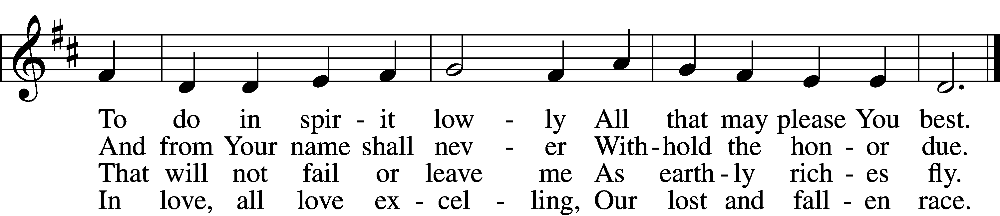 To do in spir - it low - ly All that may please You best.
And from Your name shall nev - er With - hold the hon - or due.
That will not fail or leave me As earth - ly rich - es fly.
In love, all love ex - cel - ling, Our lost and fall - en race.